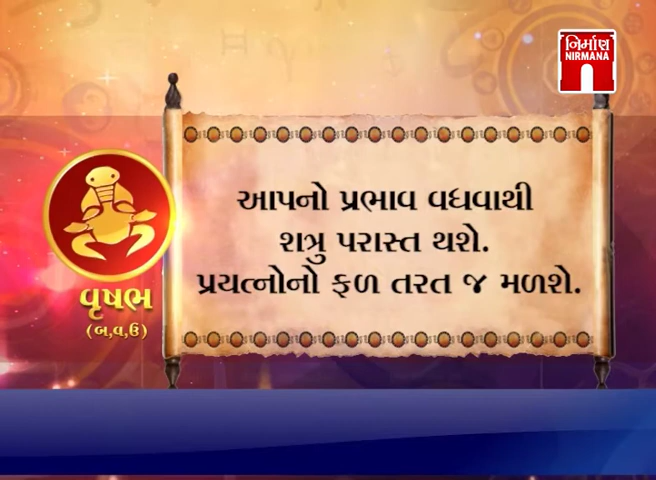 નિર્માણ
NIRMANA
આપનો પ્રભાવ વધવાથી
શત્રુ પરાસ્ત થશે.
પ્રયત્નોનો ફળ તરત જ મળશે.
વૃષભ
(બ,વ,ઉ)